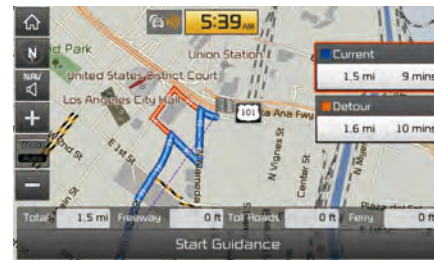 5:39 AM
d Park
Union Station
Current
1.5 mi 9 mins
N
NAV
United States District Court
Los Angeles City Hall
Detour
1.6 mi 10 mins
101
ta Ana Fwy
E 1st St
Alameda
N Vignes St
Center St
Total 1.5 mi Freeway 0 ft Toll Roads 0 ft Ferry 0 ft
Start Guidance